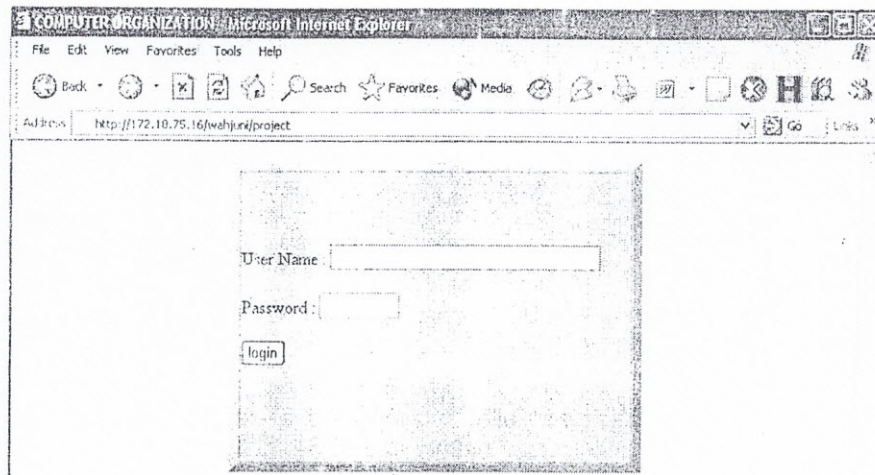 COMPUTER ORGANIZATION - Microsoft Internet Explorer
File Edit View Favorites Tools Help
Back Search Favorites Media
Address http://172.18.75.16/wahjuni/project Go Links
User Name :
Password :
login